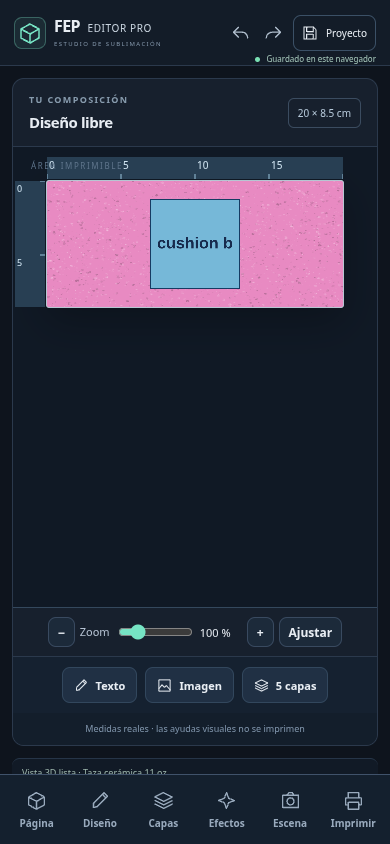 FEP EDITOR PRO
ESTUDIO DE SUBLIMACIÓN
Proyecto
Guardado en este navegador
TU COMPOSICIÓN
Diseño libre
20 × 8.5 cm
ÁREA IMPRIMIBLE
0 5 10 15
0
5
cushion b
− Zoom 100 % + Ajustar
Texto Imagen 5 capas
Medidas reales · las ayudas visuales no se imprimen
Vista 3D lista · Taza cerámica 11 oz
Página Diseño Capas Efectos Escena Imprimir